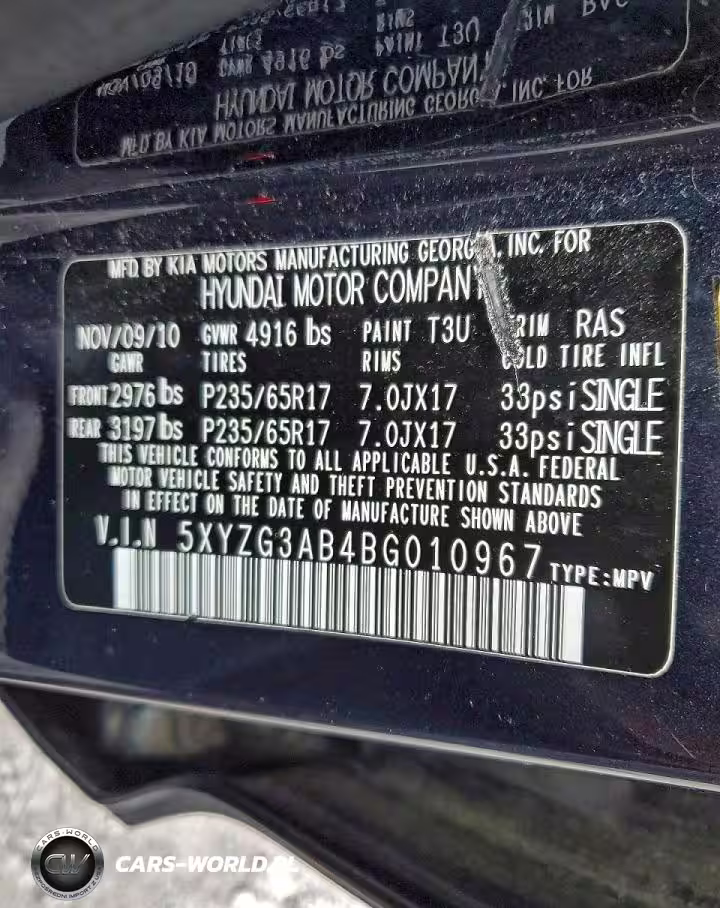 MFD BY KIA MOTORS MANUFACTURING GEORGIA, INC. FOR
HYUNDAI MOTOR COMPANY
NOV/09/10 GVWR 4916 lbs PAINT T3U TRIM RAS
GAWR TIRES RIMS COLD TIRE INFL
FRONT 2976 lbs P235/65R17 7.0JX17 33psi SINGLE
REAR 3197 lbs P235/65R17 7.0JX17 33psi SINGLE
THIS VEHICLE CONFORMS TO ALL APPLICABLE U.S.A. FEDERAL
MOTOR VEHICLE SAFETY AND THEFT PREVENTION STANDARDS
IN EFFECT ON THE DATE OF MANUFACTURE SHOWN ABOVE
V.I.N 5XYZG3AB4BG010967 TYPE:MPV
CARS-WORLD
CW
CARS-WORLD.PL